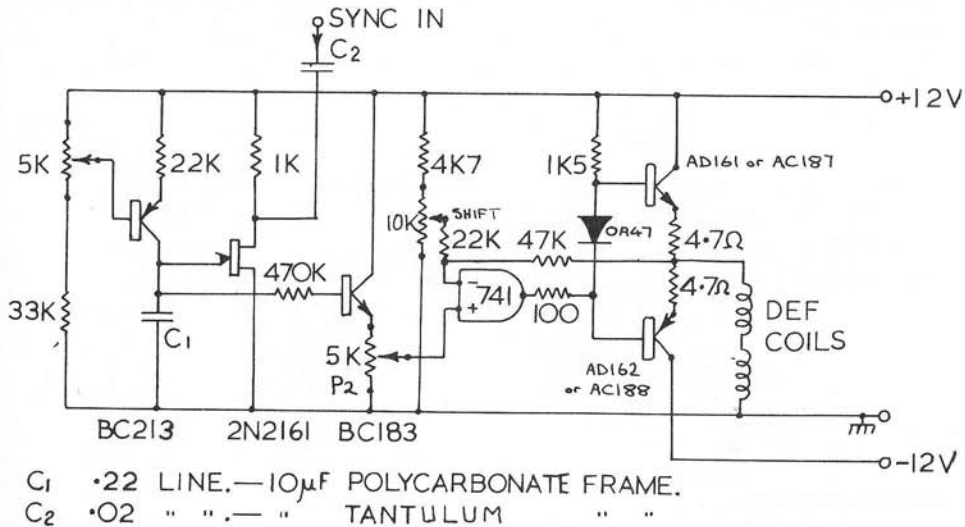 SYNC IN
C2
+12V
5K
22K
1K
4K7
1K5
AD161 or AC187
10K
SHIFT
22K
47K
OA47
4.7Ω
470K
-
741
+
100
4.7Ω
33K
C1
5K
P2
DEF
COILS
AD162
or AC188
BC213 2N2161 BC183
-12V
C1 .22 LINE.— 10µF POLYCARBONATE FRAME.
C2 .02 " " .— " TANTULUM " "